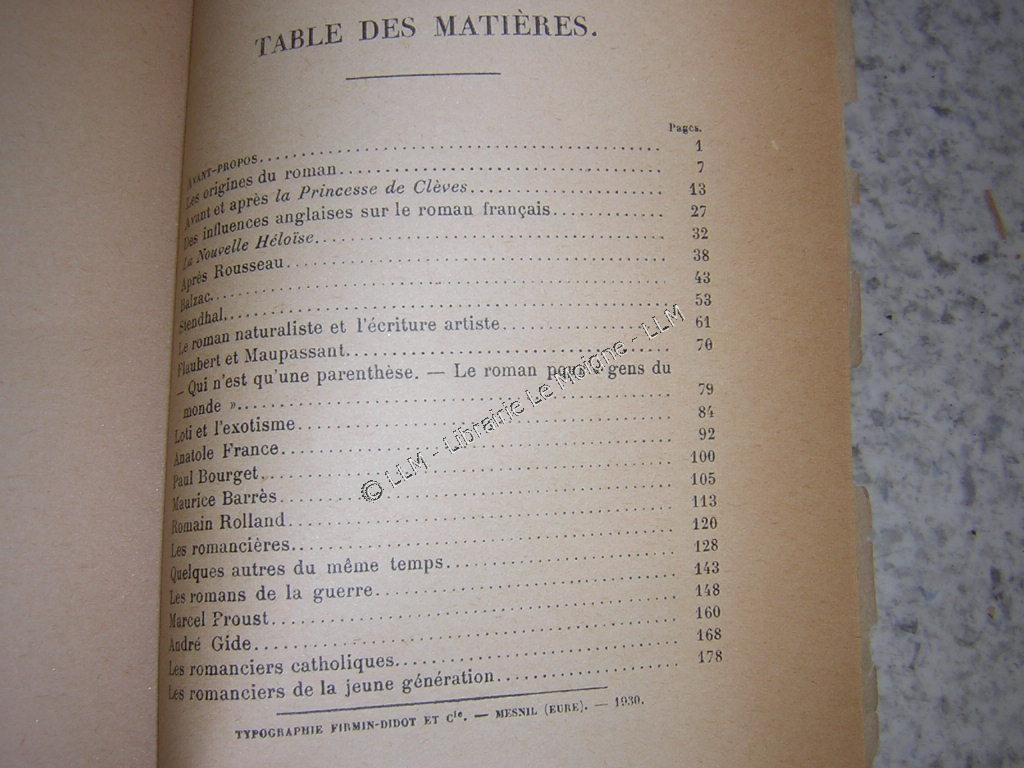 TABLE DES MATIÈRES.
Pages.
AVANT-PROPOS. 1
Les origines du roman. 7
Avant et après la Princesse de Clèves. 13
Des influences anglaises sur le roman français. 27
La Nouvelle Héloïse. 32
Après Rousseau. 38
Balzac. 43
Stendhal. 53
Le roman naturaliste et l'écriture artiste. 61
Flaubert et Maupassant. 70
— Qui n'est qu'une parenthèse. — Le roman pour « gens du
monde ». 79
Loti et l'exotisme. 84
Anatole France. 92
Paul Bourget. 100
Maurice Barrès. 105
Romain Rolland. 113
Les romancières. 120
Quelques autres du même temps. 128
Les romans de la guerre. 143
Marcel Proust. 148
André Gide. 160
Les romanciers catholiques. 168
Les romanciers de la jeune génération. 178
TYPOGRAPHIE FIRMIN-DIDOT ET Cie. — MESNIL (EURE). — 1930.
© LLM - Librairie Le Moigne - LLM